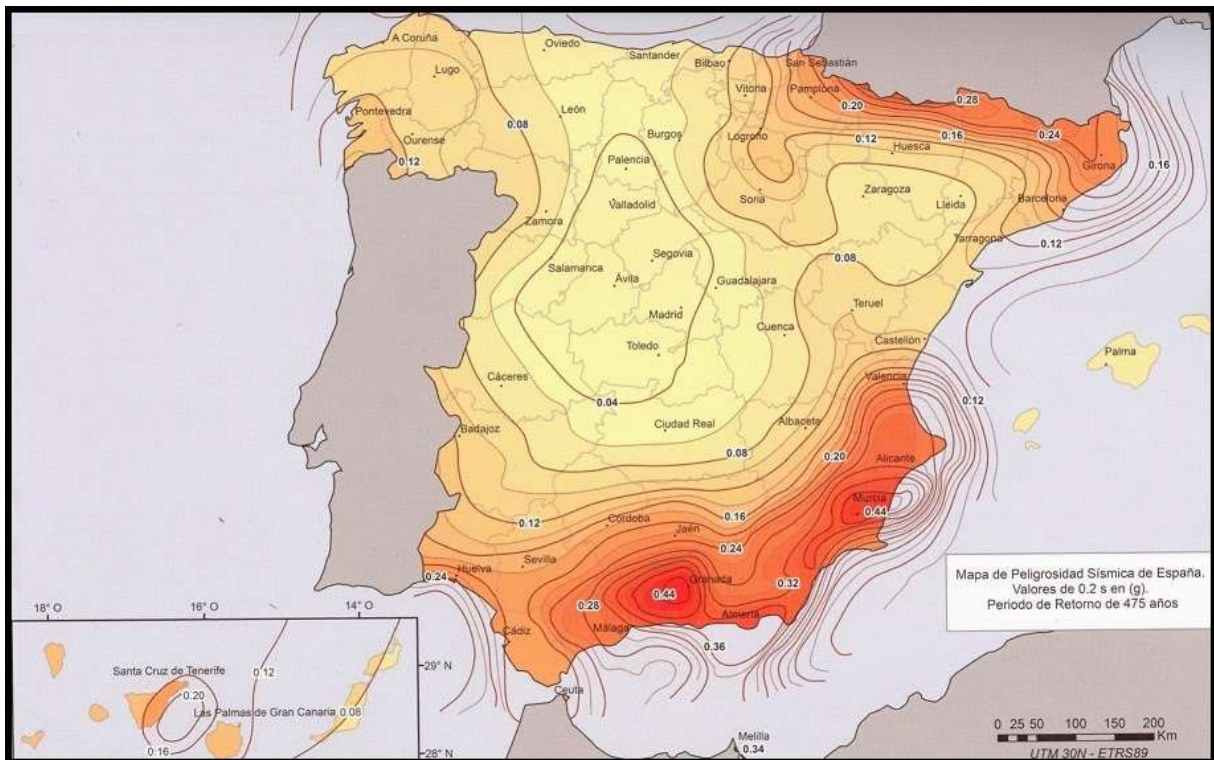 A Coruña
Oviedo
Santander
Bilbao
San Sebastián
Lugo
Vitoria
Pamplona
0.28
0.20
León
Pontevedra
0.08
Burgos
Logroño
0.12
0.16
0.24
Ourense
Huesca
0.12
Palencia
Girona
0.16
Soria
Zaragoza
Lleida
Barcelona
Valladolid
Zamora
Tarragona
0.12
Segovia
0.08
Salamanca
Ávila
Guadalajara
Madrid
Teruel
Cuenca
Toledo
Castellón
Palma
Cáceres
Valencia
0.04
0.12
Badajoz
Ciudad Real
Albacete
0.08
0.20
Alicante
Murcia
0.44
0.12
Córdoba
0.16
Jaén
0.24
Sevilla
Huelva
0.24
Granada
0.32
0.44
0.28
Almería
Málaga
Cádiz
0.36
Ceuta
Melilla
0.34
Mapa de Peligrosidad Sísmica de España.
Valores de 0.2 s en (g).
Periodo de Retorno de 475 años
18° O
16° O
14° O
Santa Cruz de Tenerife
0.12
29° N
0.20
Las Palmas de Gran Canaria
0.08
0.16
28° N
0 25 50 100 150 200
Km
UTM 30N - ETRS89